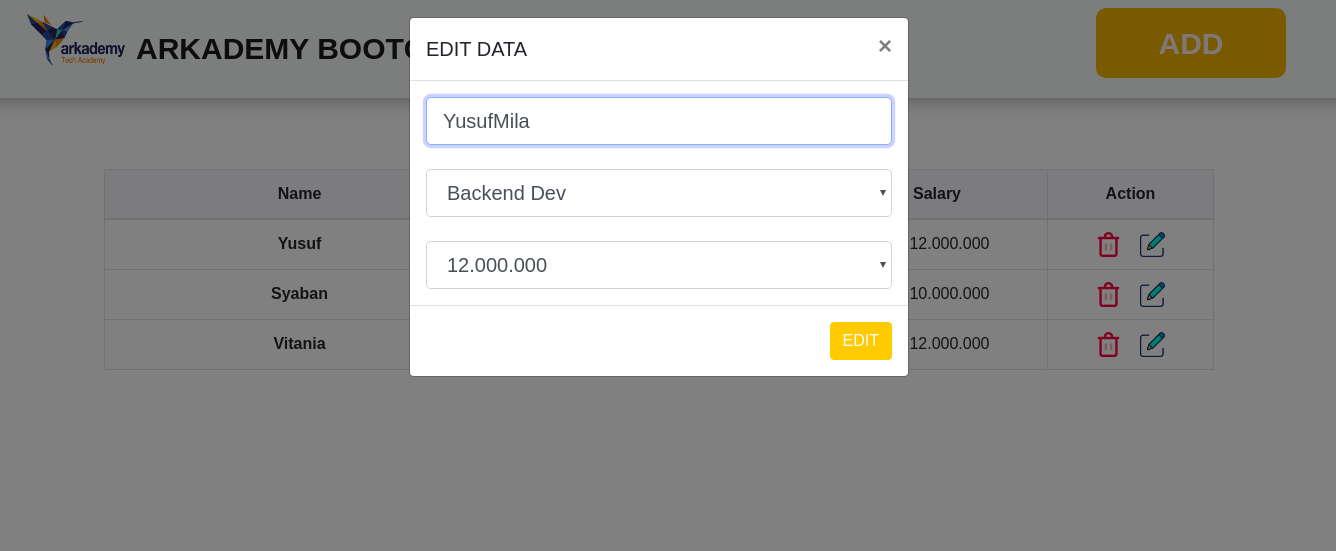 arkademy
Tech Academy
ARKADEMY BOOTC
ADD
EDIT DATA
×
YusufMila
Backend Dev
12.000.000
EDIT
Name Salary Action
Yusuf 12.000.000
Syaban 10.000.000
Vitania 12.000.000